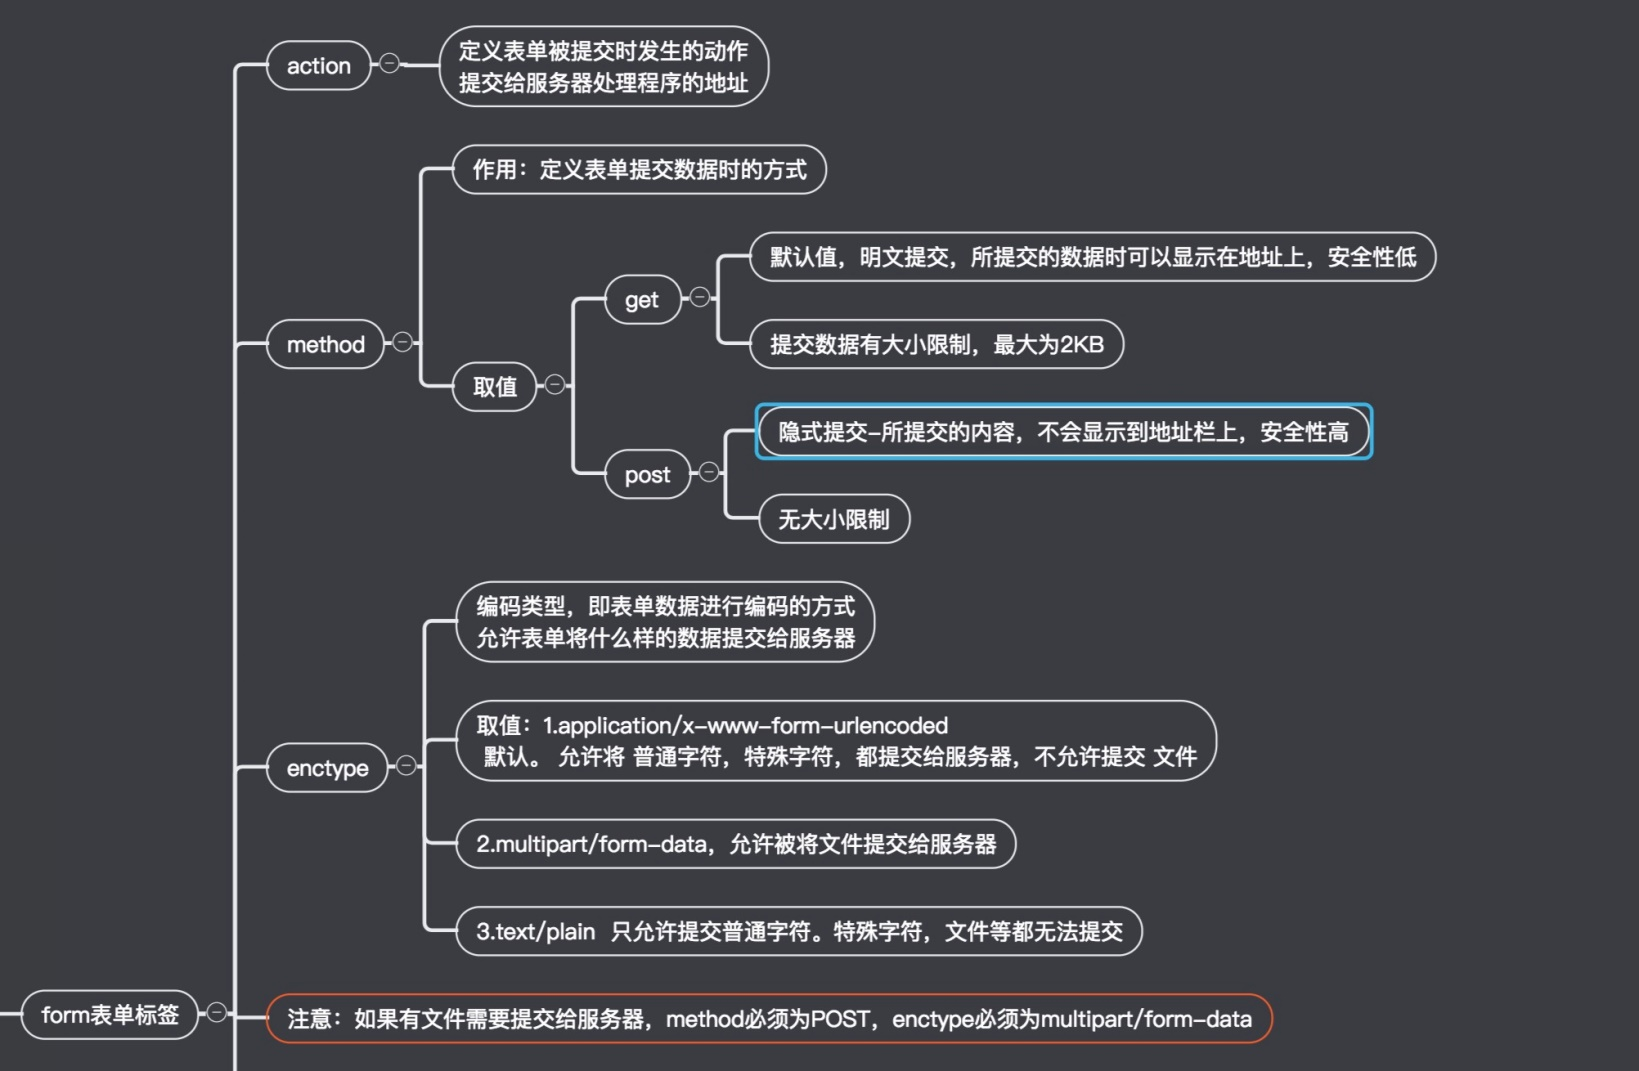 action
定义表单被提交时发生的动作
提交给服务器处理程序的地址
method
作用：定义表单提交数据时的方式
取值
get
默认值，明文提交，所提交的数据时可以显示在地址上，安全性低
提交数据有大小限制，最大为2KB
post
隐式提交-所提交的内容，不会显示到地址栏上，安全性高
无大小限制
enctype
编码类型，即表单数据进行编码的方式
允许表单将什么样的数据提交给服务器
取值：1.application/x-www-form-urlencoded
默认。 允许将 普通字符，特殊字符，都提交给服务器，不允许提交 文件
2.multipart/form-data，允许被将文件提交给服务器
3.text/plain 只允许提交普通字符。特殊字符，文件等都无法提交
form表单标签
注意：如果有文件需要提交给服务器，method必须为POST，enctype必须为multipart/form-data